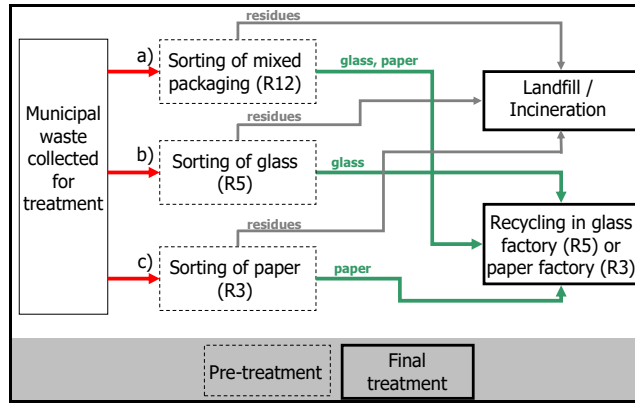 residues
a)
Sorting of mixed
packaging (R12)
glass, paper
Landfill /
Incineration
Municipal
waste
collected
for
treatment
residues
b)
Sorting of glass
(R5)
glass
Recycling in glass
factory (R5) or
paper factory (R3)
residues
c)
Sorting of paper
(R3)
paper
Pre-treatment
Final
treatment